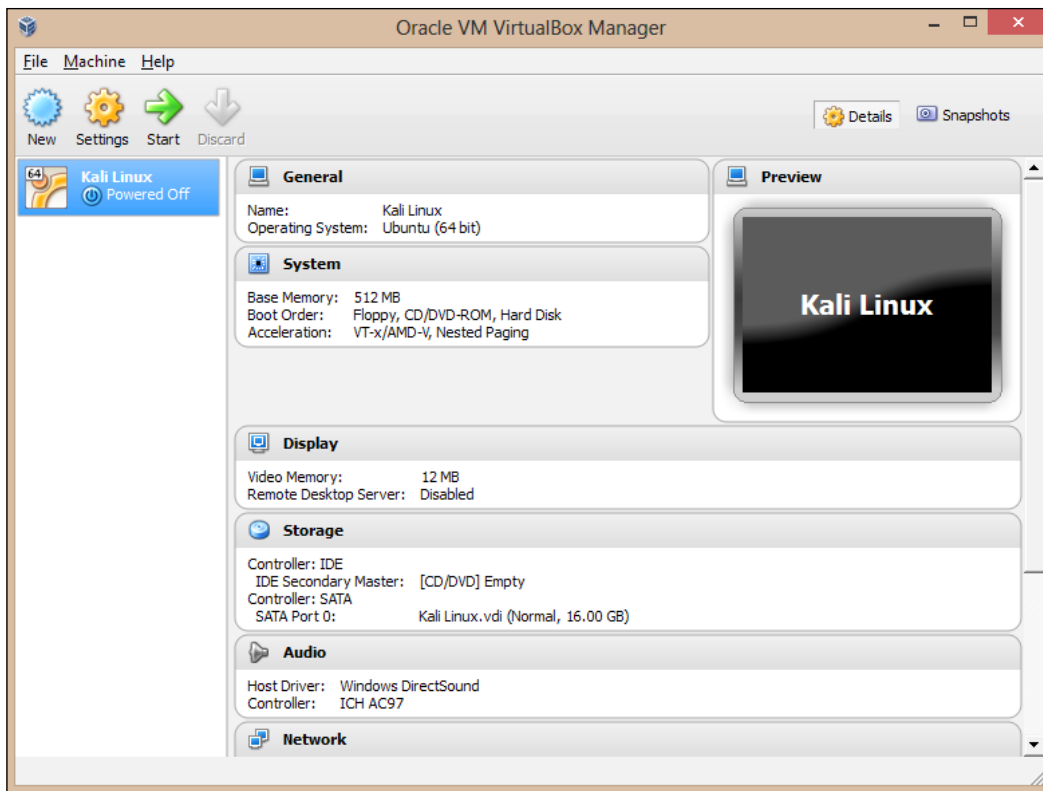 Oracle VM VirtualBox Manager
File Machine Help
New Settings Start Discard
Details Snapshots
64 Kali Linux
Powered Off
General
Name: Kali Linux
Operating System: Ubuntu (64 bit)
System
Base Memory: 512 MB
Boot Order: Floppy, CD/DVD-ROM, Hard Disk
Acceleration: VT-x/AMD-V, Nested Paging
Preview
Kali Linux
Display
Video Memory: 12 MB
Remote Desktop Server: Disabled
Storage
Controller: IDE
IDE Secondary Master: [CD/DVD] Empty
Controller: SATA
SATA Port 0: Kali Linux.vdi (Normal, 16.00 GB)
Audio
Host Driver: Windows DirectSound
Controller: ICH AC97
Network